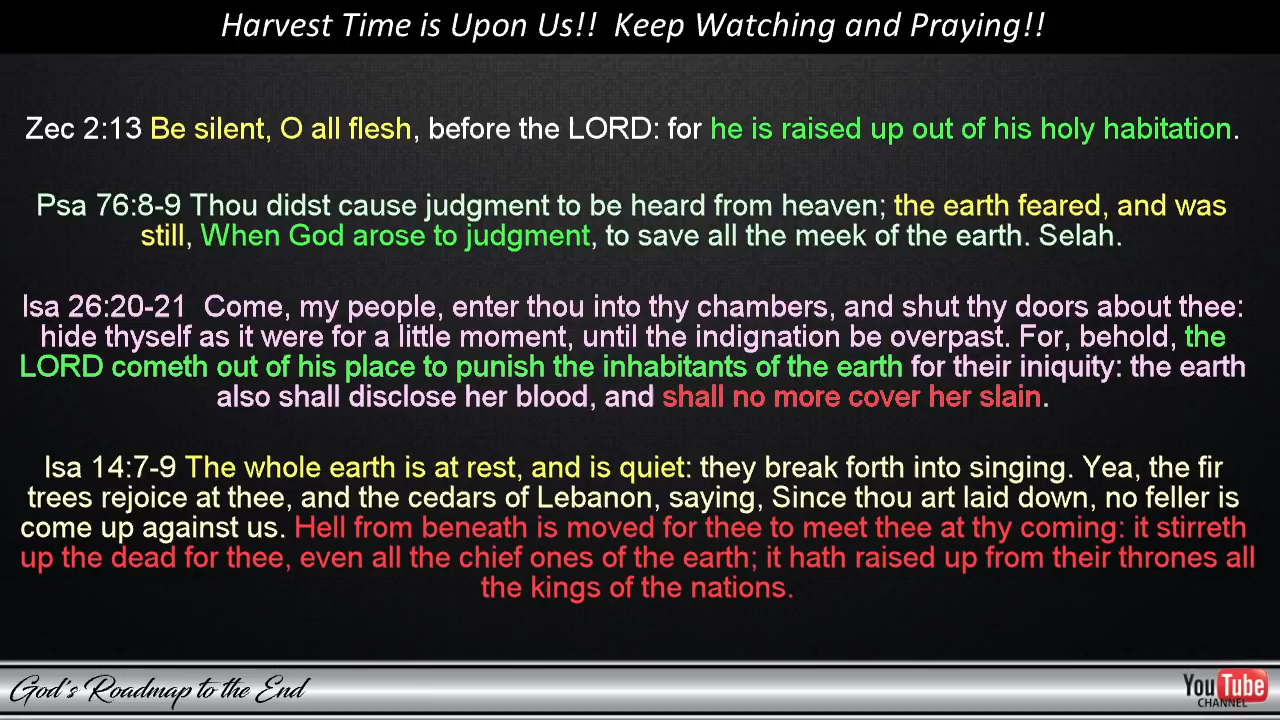 Harvest Time is Upon Us!!  Keep Watching and Praying!!
Zec 2:13 Be silent, O all flesh, before the LORD: for he is raised up out of his holy habitation.
Psa 76:8-9 Thou didst cause judgment to be heard from heaven; the earth feared, and was
still, When God arose to judgment, to save all the meek of the earth. Selah.
Isa 26:20-21  Come, my people, enter thou into thy chambers, and shut thy doors about thee:
hide thyself as it were for a little moment, until the indignation be overpast. For, behold, the
LORD cometh out of his place to punish the inhabitants of the earth for their iniquity: the earth
also shall disclose her blood, and shall no more cover her slain.
Isa 14:7-9 The whole earth is at rest, and is quiet: they break forth into singing. Yea, the fir
trees rejoice at thee, and the cedars of Lebanon, saying, Since thou art laid down, no feller is
come up against us. Hell from beneath is moved for thee to meet thee at thy coming: it stirreth
up the dead for thee, even all the chief ones of the earth; it hath raised up from their thrones all
the kings of the nations.
God's Roadmap to the End
YouTube
CHANNEL